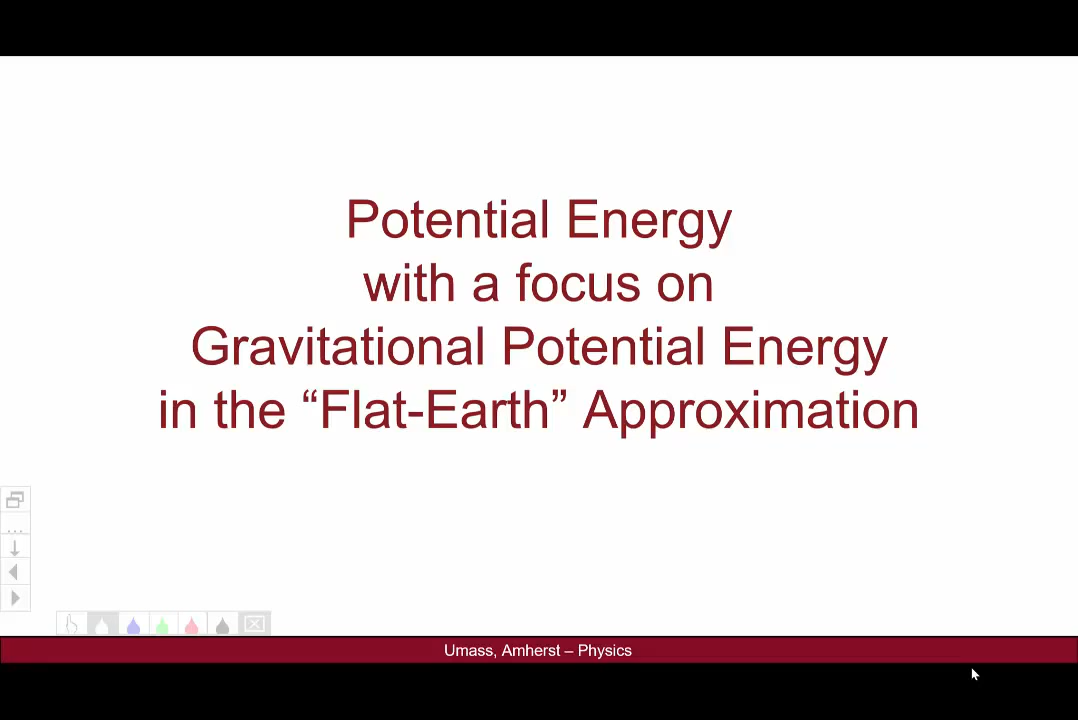 Potential Energy
with a focus on
Gravitational Potential Energy
in the “Flat-Earth” Approximation
...
Umass, Amherst – Physics